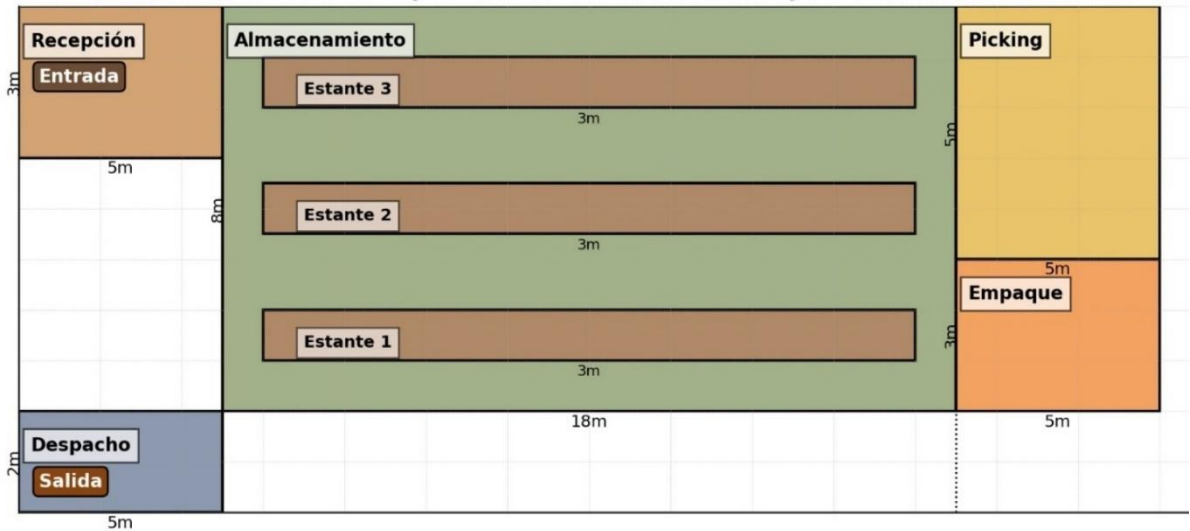 Recepción
Entrada
3m
5m
Almacenamiento
Estante 3
3m
8m
Estante 2
3m
Estante 1
3m
18m
Picking
5m
5m
Empaque
3m
5m
Despacho
Salida
2m
5m